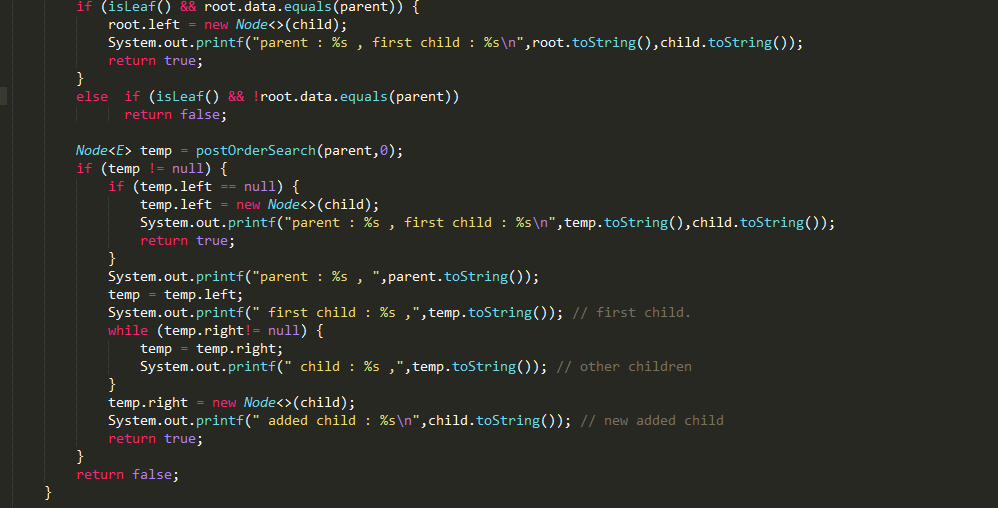 if (isLeaf() && root.data.equals(parent)) {
root.left = new Node<>(child);
System.out.printf("parent : %s , first child : %s\n",root.toString(),child.toString());
return true;
}
else  if (isLeaf() && !root.data.equals(parent))
return false;
Node<E> temp = postOrderSearch(parent,0);
if (temp != null) {
if (temp.left == null) {
temp.left = new Node<>(child);
System.out.printf("parent : %s , first child : %s\n",temp.toString(),child.toString());
return true;
}
System.out.printf("parent : %s , ",parent.toString());
temp = temp.left;
System.out.printf(" first child : %s ,",temp.toString()); // first child.
while (temp.right!= null) {
temp = temp.right;
System.out.printf(" child : %s ,",temp.toString()); // other children
}
temp.right = new Node<>(child);
System.out.printf(" added child : %s\n",child.toString()); // new added child
return true;
}
return false;
}